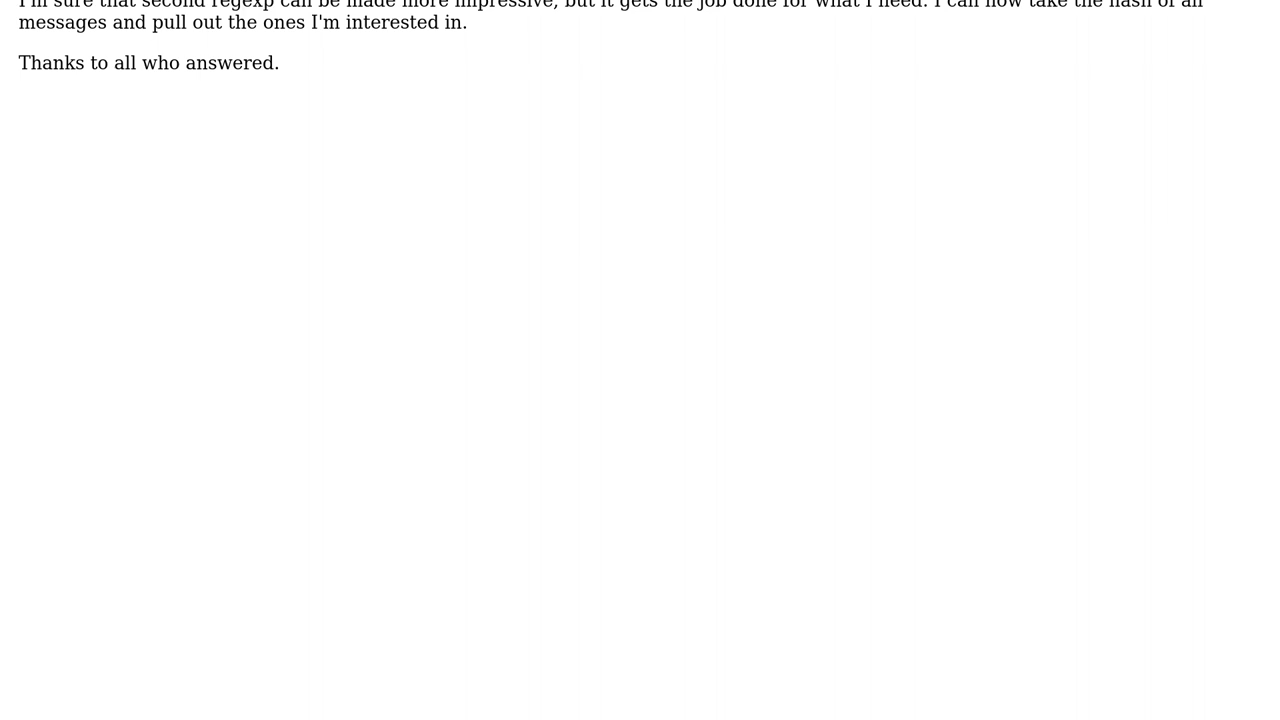 I'm sure that second regexp can be made more impressive, but it gets the job done for what I need. I can now take the hash of all
messages and pull out the ones I'm interested in.
Thanks to all who answered.